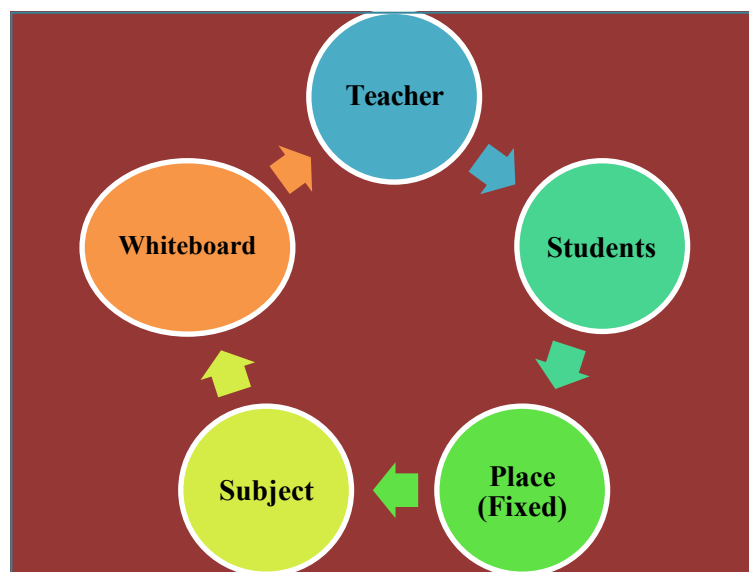 Teacher
Students
Place
(Fixed)
Subject
Whiteboard